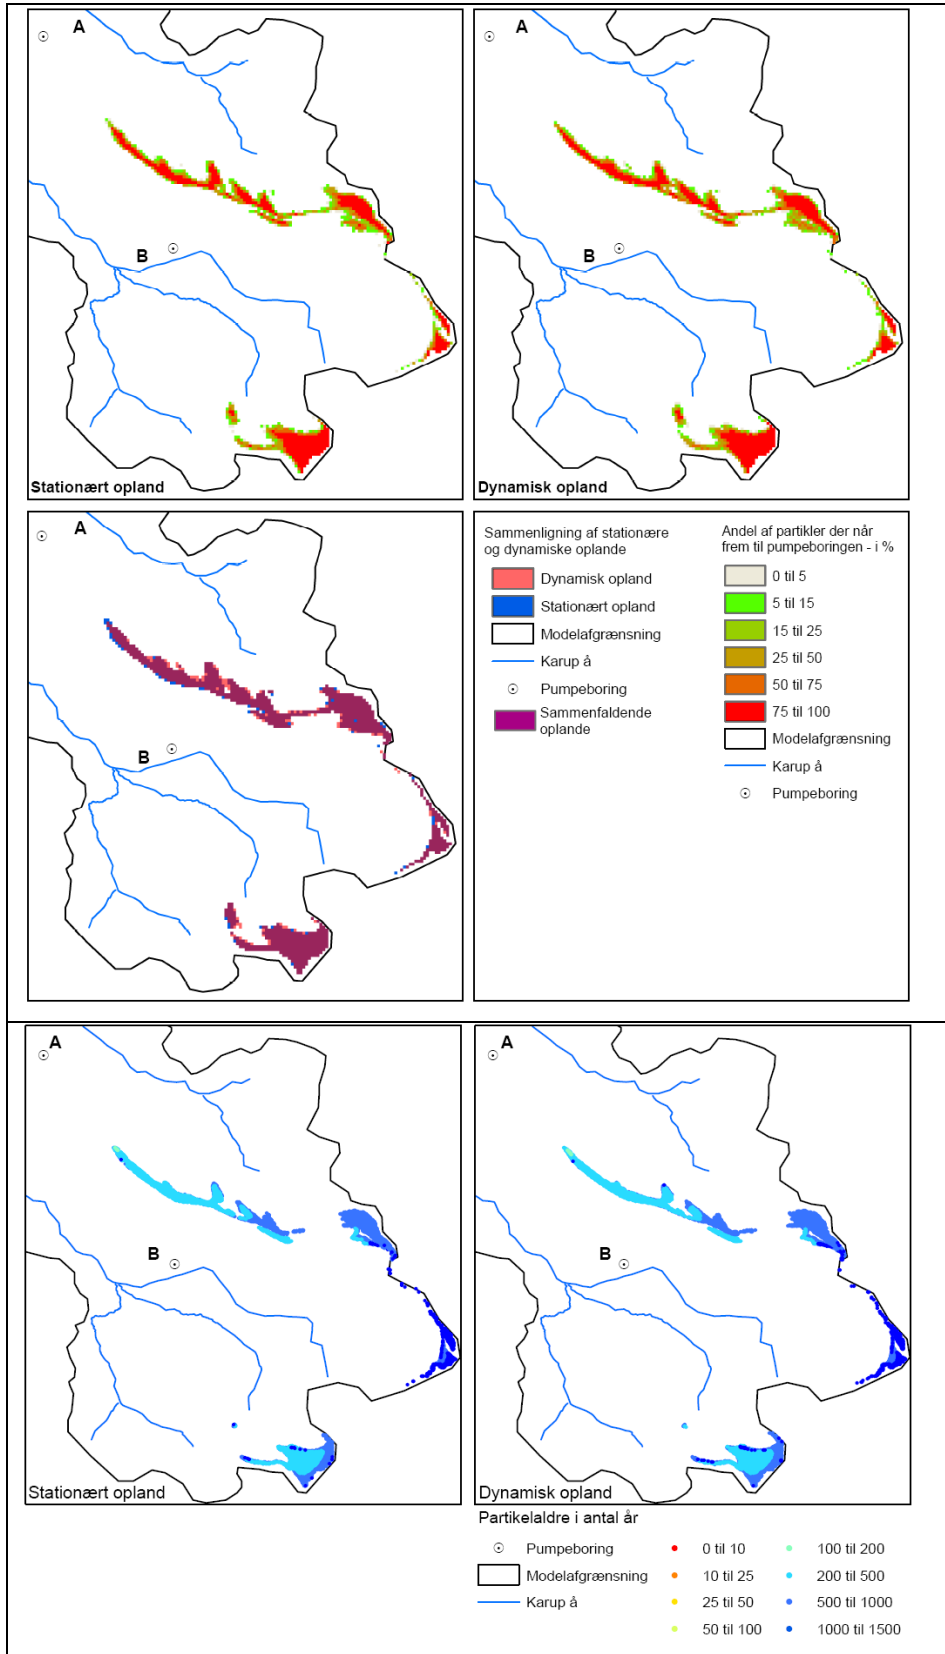 A
B
Stationært opland
A
B
Dynamisk opland
A
B
Sammenligning af stationære
og dynamiske oplande
Dynamisk opland
Stationært opland
Modelafgrænsning
Karup å
Pumpeboring
Sammenfaldende
oplande
Andel af partikler der når
frem til pumpeboringen - i %
0 til 5
5 til 15
15 til 25
25 til 50
50 til 75
75 til 100
Modelafgrænsning
Karup å
Pumpeboring
A
B
Stationært opland
A
B
Dynamisk opland
Partikelaldre i antal år
Pumpeboring
Modelafgrænsning
Karup å
0 til 10
10 til 25
25 til 50
50 til 100
100 til 200
200 til 500
500 til 1000
1000 til 1500